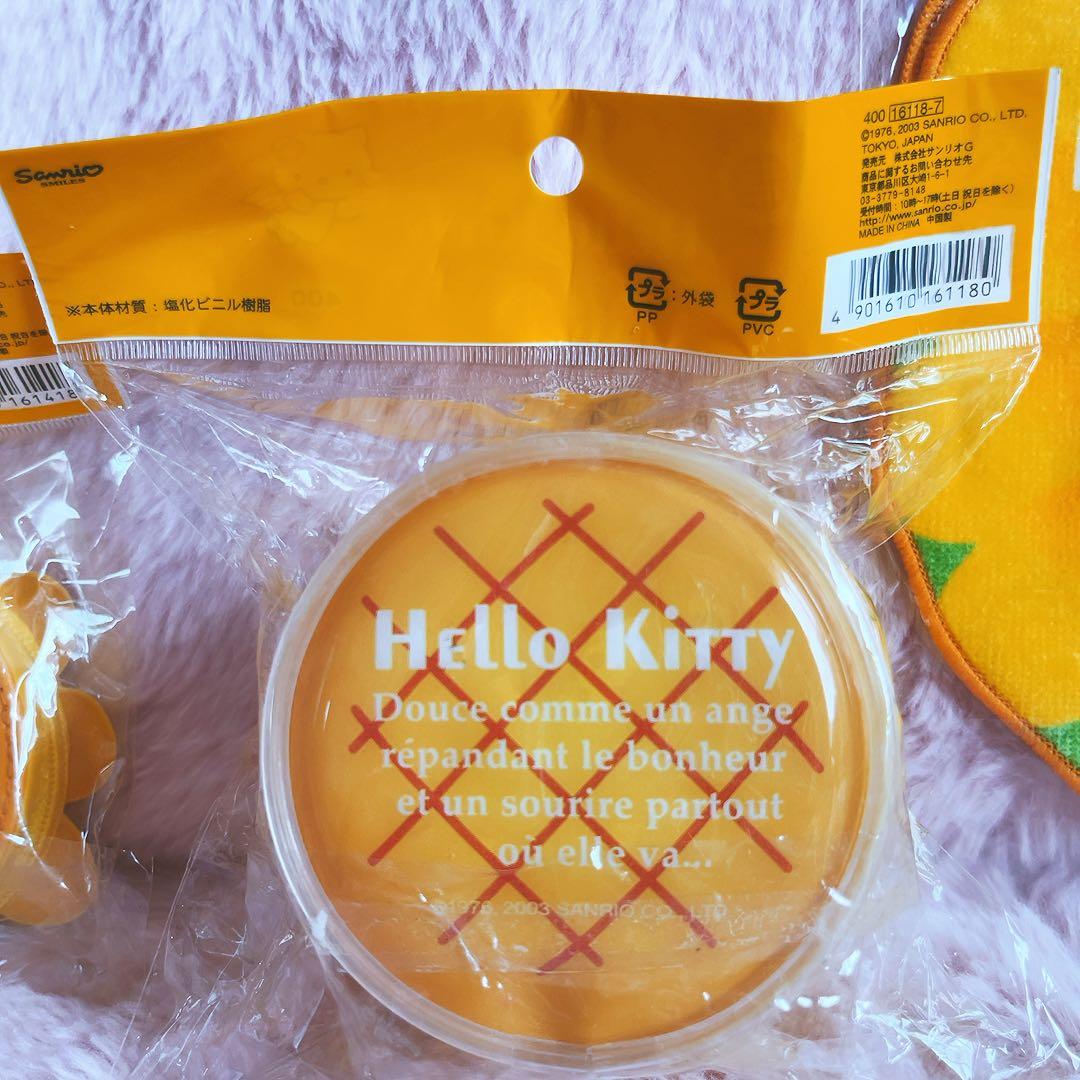 Sanrio
SMILES
400 16118-7
©1976, 2003 SANRIO CO., LTD.
TOKYO, JAPAN
発売元 株式会社サンリオG
商品に関するお問い合わせ先
東京都品川区大崎1-6-1
03-3779-8148
受付時間：10時〜17時(土日祝日を除く)
http://www.sanrio.co.jp/
MADE IN CHINA 中国製
4 901610 161180
※本体材質：塩化ビニル樹脂
プラ：外袋
PP
プラ
PVC
161418
HELLO KITTY
Douce comme un ange
répandant le bonheur
et un sourire partout
où elle va...
©1976, 2003 SANRIO CO., LTD.